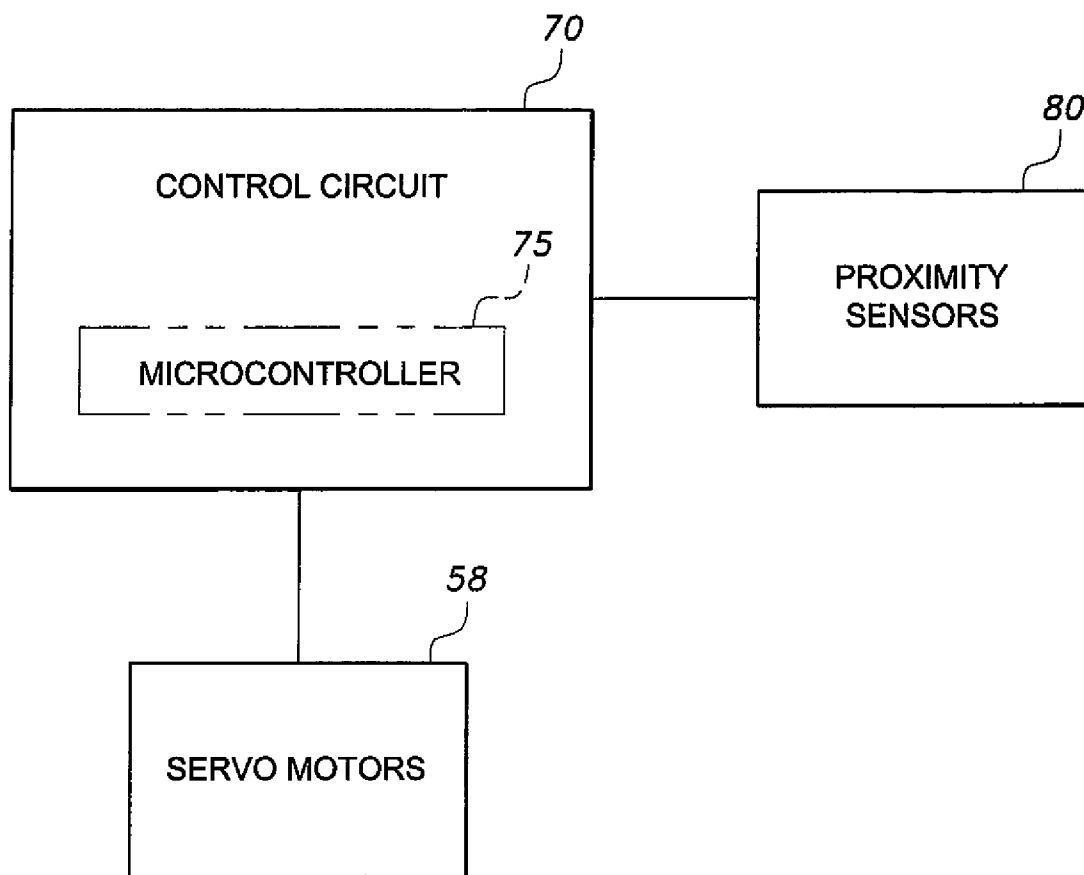 70
CONTROL CIRCUIT
80
75
PROXIMITY
SENSORS
MICROCONTROLLER
58
SERVO MOTORS